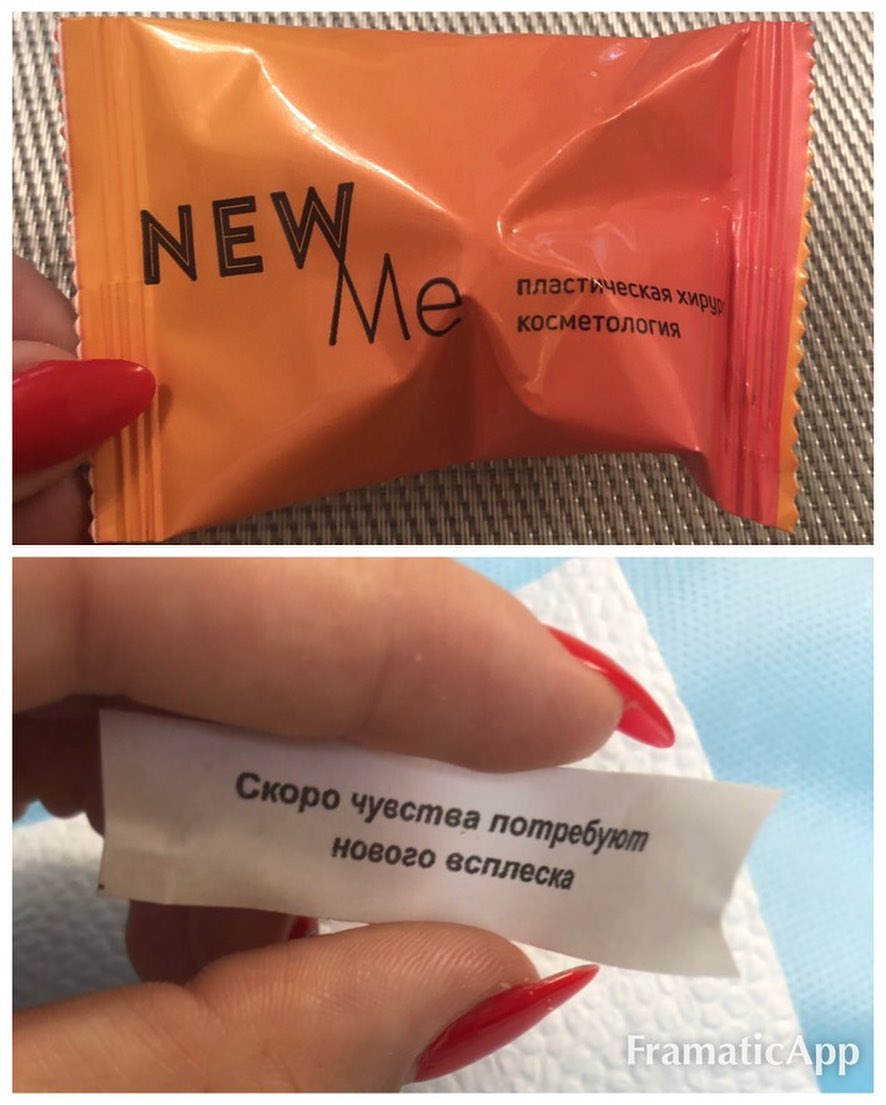 NEW
Me
пластическая хирур
косметология
Скоро чувства потребуют
нового всплеска
FramaticApp